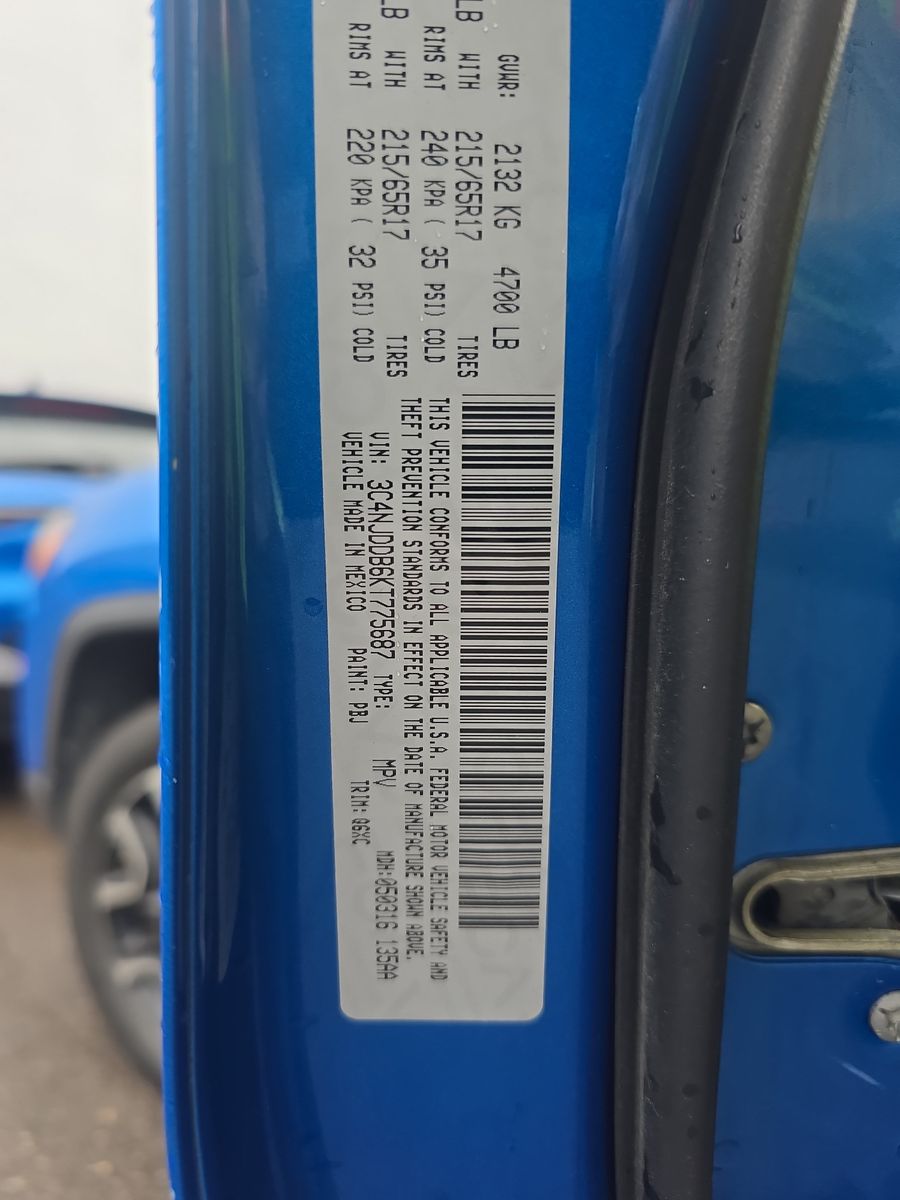 GVWR: 2132 KG 4700 LB
LB WITH 215/65R17 TIRES
RIMS AT 240 KPA ( 35 PSI) COLD
LB WITH 215/65R17 TIRES
RIMS AT 220 KPA ( 32 PSI) COLD
THIS VEHICLE CONFORMS TO ALL APPLICABLE U.S.A. FEDERAL MOTOR VEHICLE SAFETY AND
THEFT PREVENTION STANDARDS IN EFFECT ON THE DATE OF MANUFACTURE SHOWN ABOVE.
VIN: 3C4NJDDB6KT775687 TYPE: MPV MDH:050316 135AA
VEHICLE MADE IN MEXICO PAINT: PBJ TRIM: Q6XC